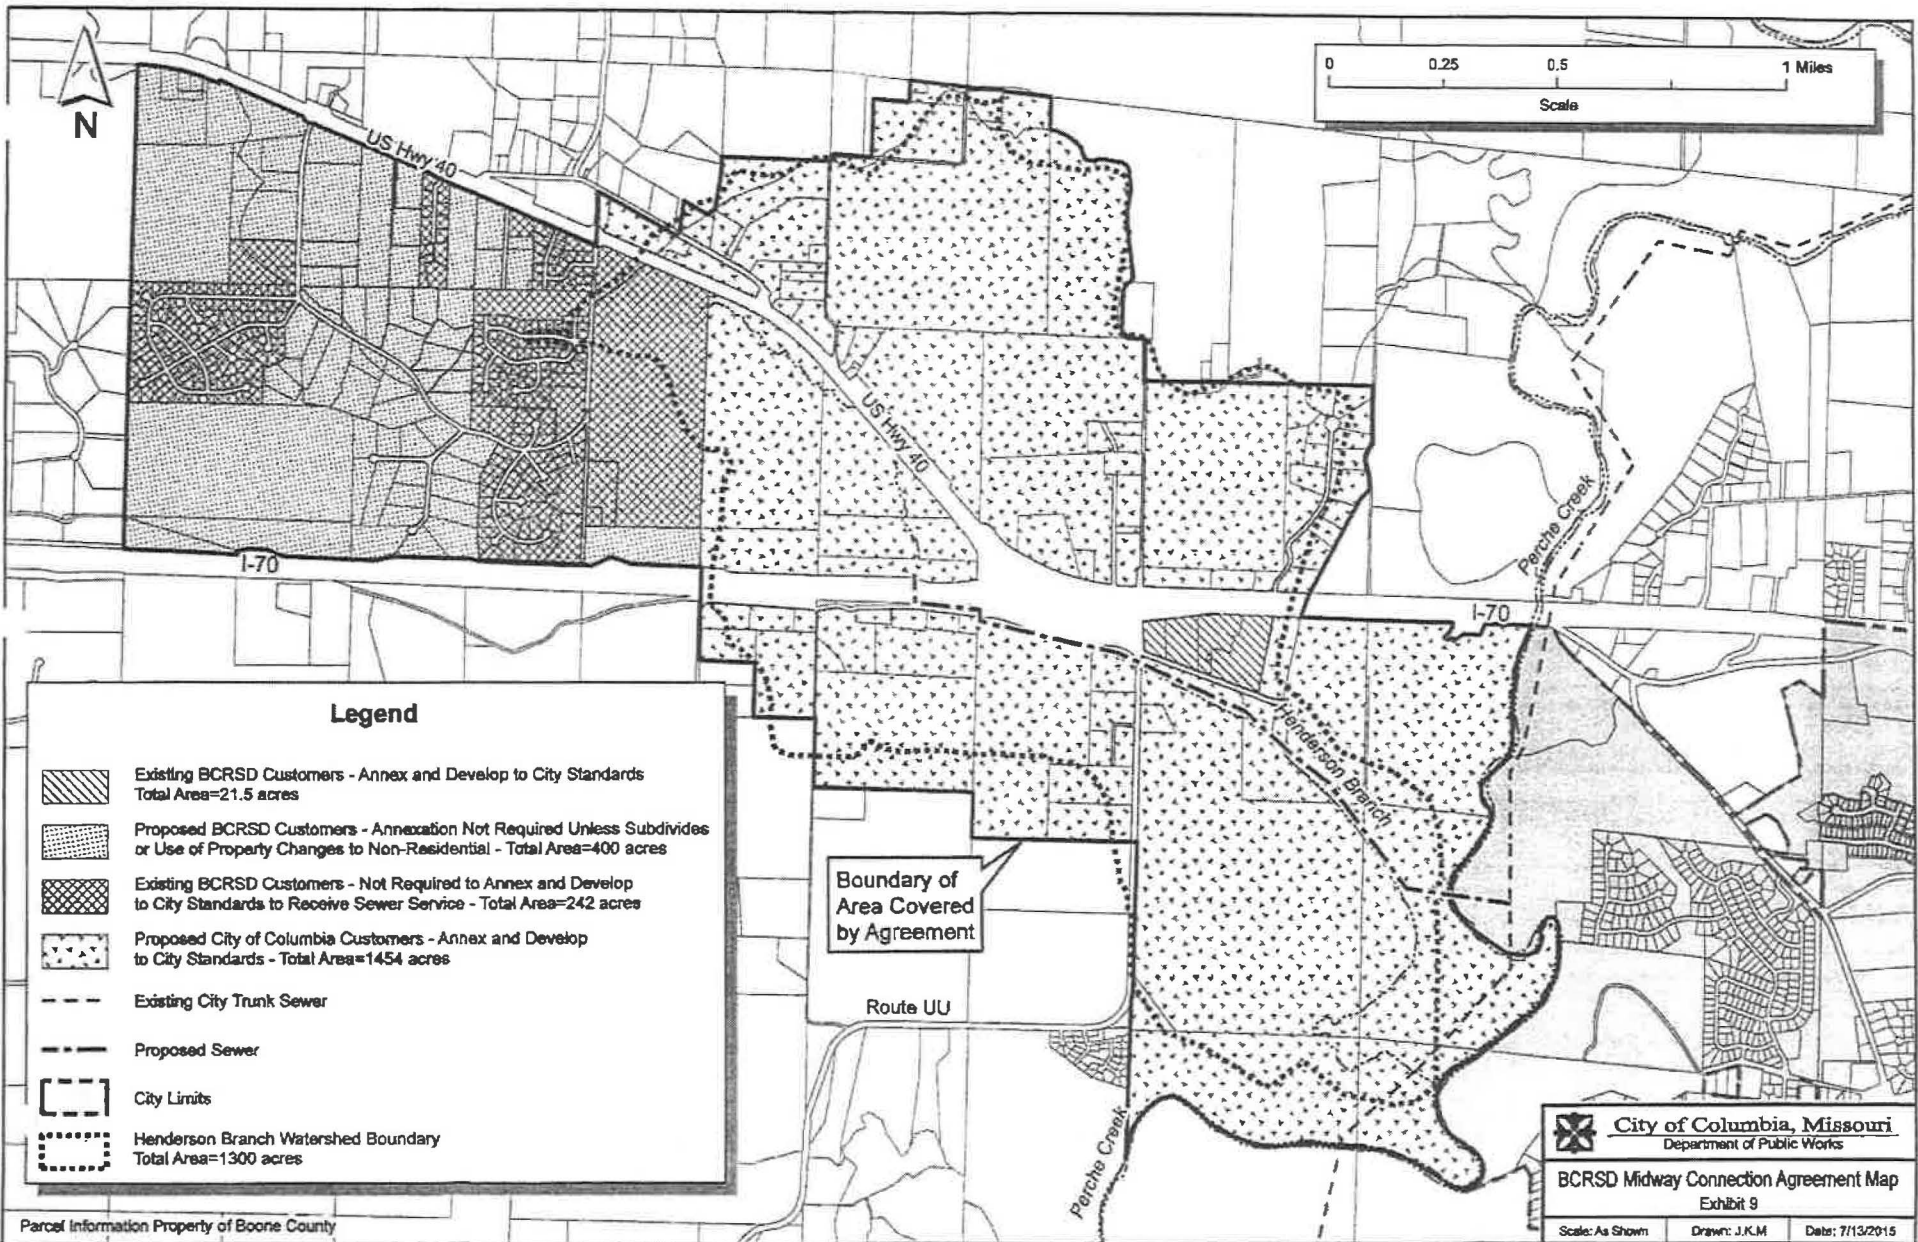 N
0 0.25 0.5 1 Miles
Scale
US Hwy 40
US Hwy 40
I-70
I-70
Perche Creek
Henderson Branch
Boundary of
Area Covered
by Agreement
Route UU
Perche Creek
Legend
Existing BCRSD Customers - Annex and Develop to City Standards
Total Area=21.5 acres
Proposed BCRSD Customers - Annexation Not Required Unless Subdivides
or Use of Property Changes to Non-Residential - Total Area=400 acres
Existing BCRSD Customers - Not Required to Annex and Develop
to City Standards to Receive Sewer Service - Total Area=242 acres
Proposed City of Columbia Customers - Annex and Develop
to City Standards - Total Area=1454 acres
Existing City Trunk Sewer
Proposed Sewer
City Limits
Henderson Branch Watershed Boundary
Total Area=1300 acres
Parcel Information Property of Boone County
City of Columbia, Missouri
Department of Public Works
BCRSD Midway Connection Agreement Map
Exhibit 9
Scale: As Shown Drawn: J.K.M Date: 7/13/2015